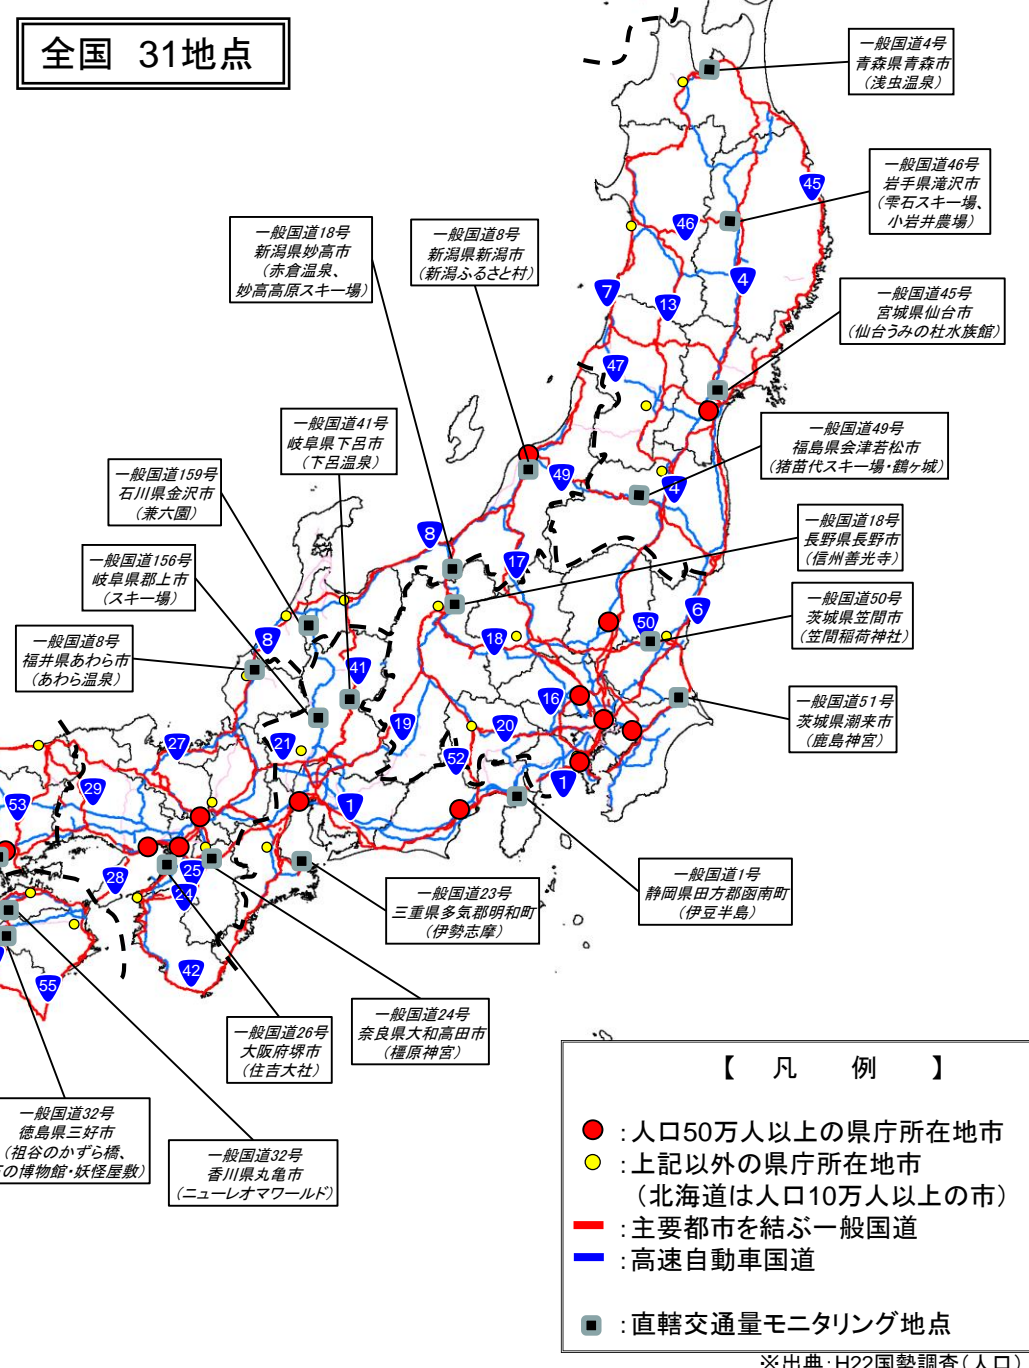 全国 31地点
一般国道4号
青森県青森市
（浅虫温泉）
一般国道46号
岩手県滝沢市
（雫石スキー場、
小岩井農場）
一般国道18号
新潟県妙高市
（赤倉温泉、
妙高高原スキー場）
一般国道8号
新潟県新潟市
（新潟ふるさと村）
一般国道45号
宮城県仙台市
（仙台うみの杜水族館）
一般国道41号
岐阜県下呂市
（下呂温泉）
一般国道49号
福島県会津若松市
（猪苗代スキー場・鶴ヶ城）
一般国道159号
石川県金沢市
（兼六園）
一般国道18号
長野県長野市
（信州善光寺）
一般国道156号
岐阜県郡上市
（スキー場）
一般国道50号
茨城県笠間市
（笠間稲荷神社）
一般国道8号
福井県あわら市
（あわら温泉）
一般国道51号
茨城県潮来市
（鹿島神宮）
一般国道1号
静岡県田方郡函南町
（伊豆半島）
一般国道23号
三重県多気郡明和町
（伊勢志摩）
一般国道24号
奈良県大和高田市
（橿原神宮）
一般国道26号
大阪府堺市
（住吉大社）
一般国道32号
徳島県三好市
（祖谷のかずら橋、
の博物館・妖怪屋敷）
一般国道32号
香川県丸亀市
（ニューレオマワールド）
45
46
4
7
13
47
49
4
8
17
6
50
18
8
41
16
19
20
21
27
52
1
1
29
53
28
25
24
42
55
【 凡 例 】
：人口50万人以上の県庁所在地市
：上記以外の県庁所在地市
（北海道は人口10万人以上の市）
：主要都市を結ぶ一般国道
：高速自動車国道
：直轄交通量モニタリング地点
※出典：H22国勢調査（人口）